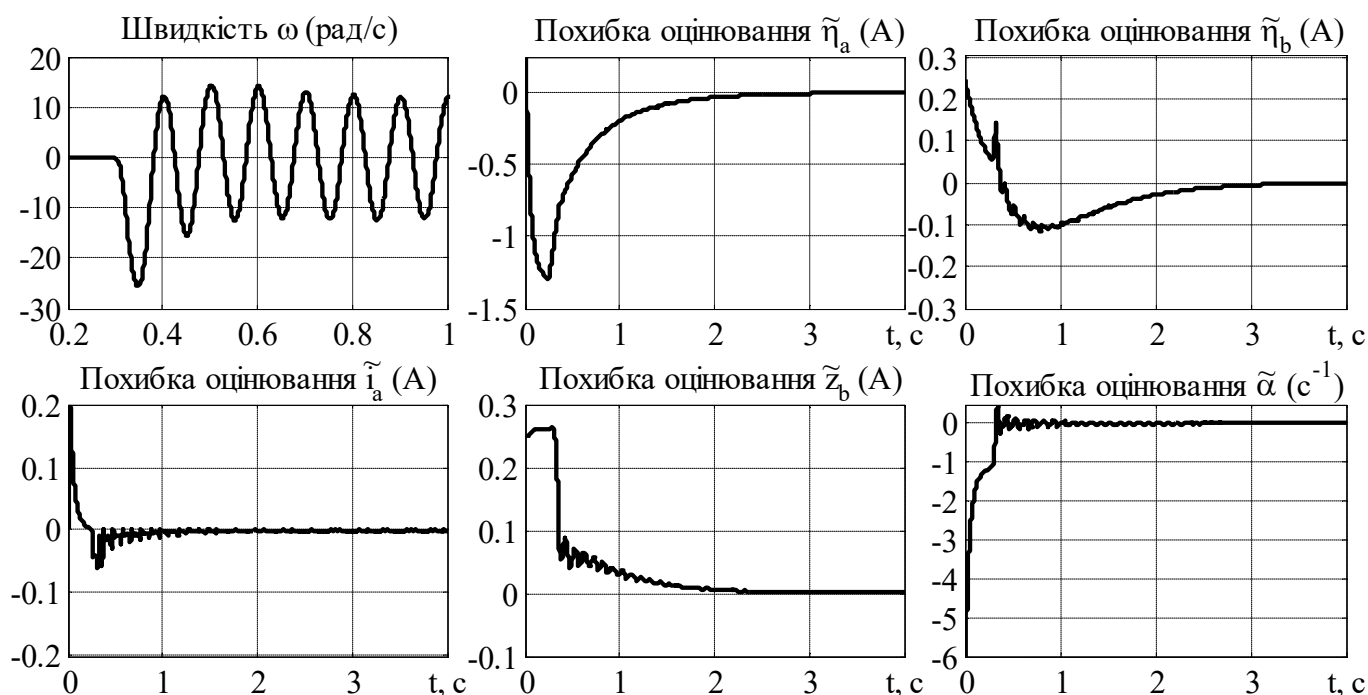 Швидкість ω (рад/с)
Похибка оцінювання η̃a (А)
Похибка оцінювання η̃b (А)
20
10
0
-10
-20
-30
0.2 0.4 0.6 0.8 1
0
-0.5
-1
-1.5
0 1 2 3 t, с
0.3
0.2
0.1
0
-0.1
0.2
-0.3
0 1 2 3 t, с
Похибка оцінювання ĩa (А)
Похибка оцінювання z̃b (А)
Похибка оцінювання α̃ (с⁻¹)
0.2
0.1
0
-0.1
-0.2
0 1 2 3 t, с
0.3
0.2
0.1
0
-0.1
0 1 2 3 t, с
0
-1
-2
-3
-4
-5
-6
0 1 2 3 t, с